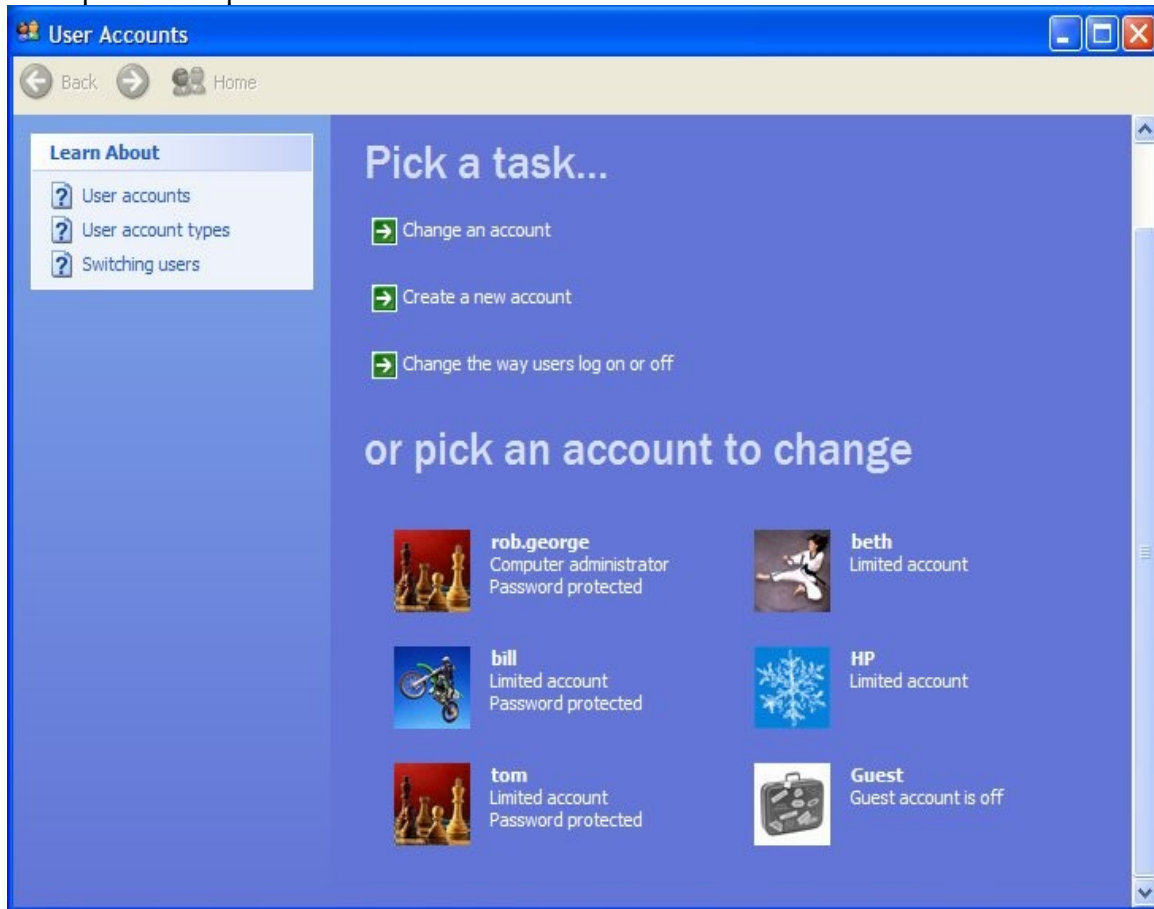 User Accounts
Back Home
Learn About
User accounts
User account types
Switching users
Pick a task...
Change an account
Create a new account
Change the way users log on or off
or pick an account to change
rob.george
Computer administrator
Password protected
beth
Limited account
bill
Limited account
Password protected
HP
Limited account
tom
Limited account
Password protected
Guest
Guest account is off